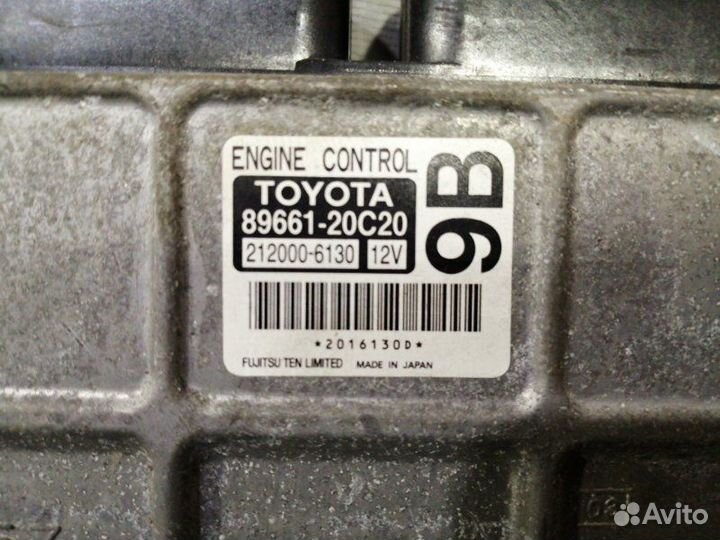 ENGINE CONTROL
TOYOTA
89661-20C20
212000-6130 12V
9B
*2016130D*
FUJITSU TEN LIMITED MADE IN JAPAN
Avito